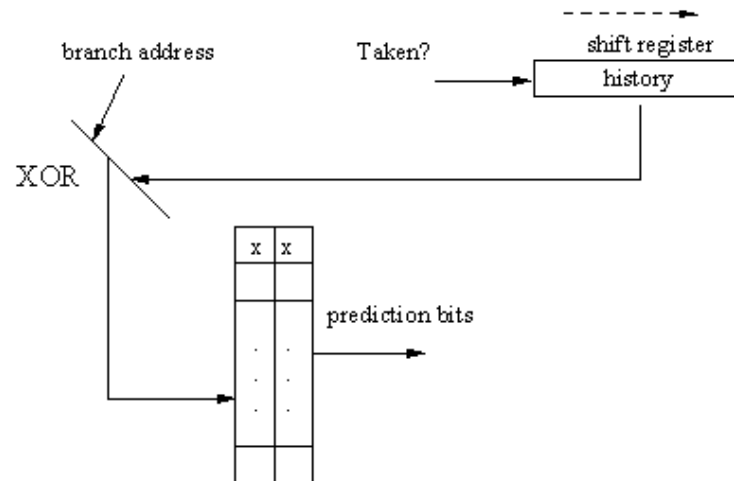 branch address
Taken?
shift register
history
XOR
x x
prediction bits